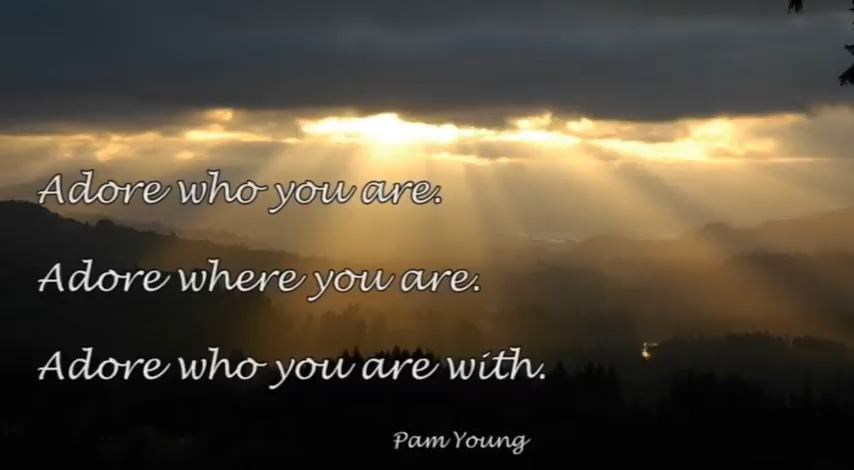 Adore who you are.
Adore where you are.
Adore who you are with.
Pam Young